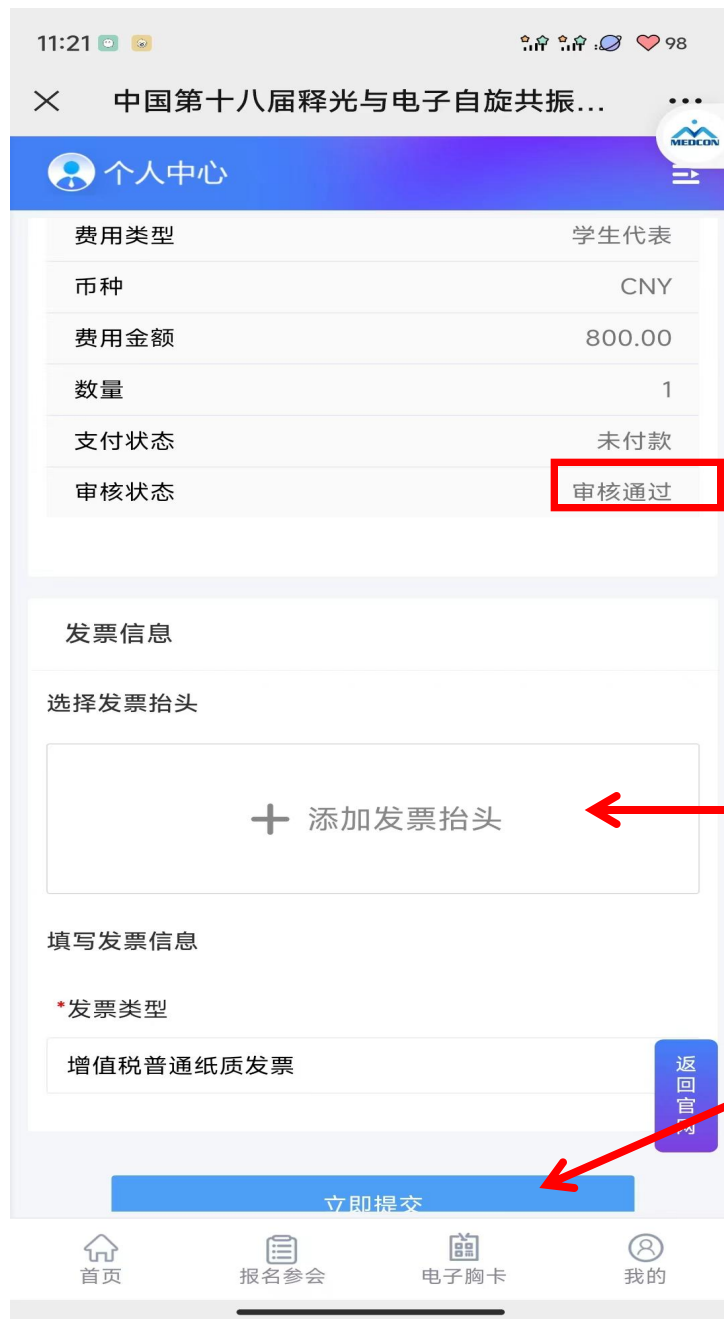 11:21
98
中国第十八届释光与电子自旋共振...
MEDCON
个人中心
费用类型 学生代表
币种 CNY
费用金额 800.00
数量 1
支付状态 未付款
审核状态 审核通过
发票信息
选择发票抬头
添加发票抬头
填写发票信息
*发票类型
增值税普通纸质发票
返回官网
立即提交
首页 报名参会 电子胸卡 我的